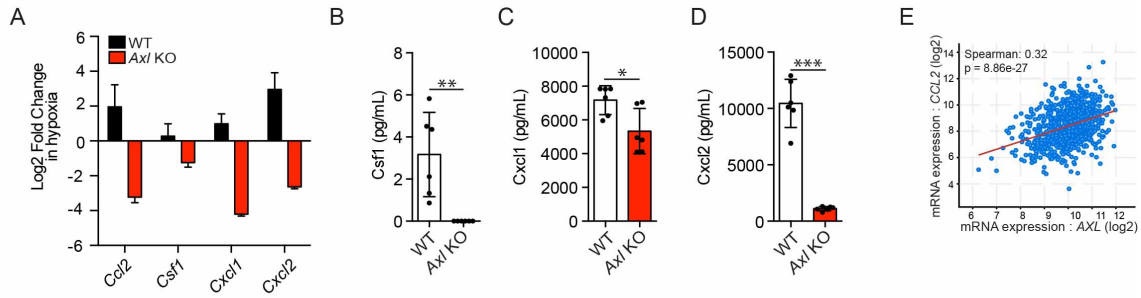 A
Log2 Fold Change
in hypoxia
6
4
2
0
-2
-4
-6
WT
Axl KO
Ccl2
Csf1
Cxcl1
Cxcl2
B
Csf1 (pg/mL)
8
6
4
2
0
**
WT
Axl KO
C
Cxcl1 (pg/mL)
10000
8000
6000
4000
2000
0
*
WT
Axl KO
D
Cxcl2 (pg/mL)
15000
10000
5000
0
***
WT
Axl KO
E
mRNA expression : CCL2 (log2)
14
12
10
8
6
4
Spearman: 0.32
p = 8.86e-27
6 7 8 9 10 11 12
mRNA expression : AXL (log2)